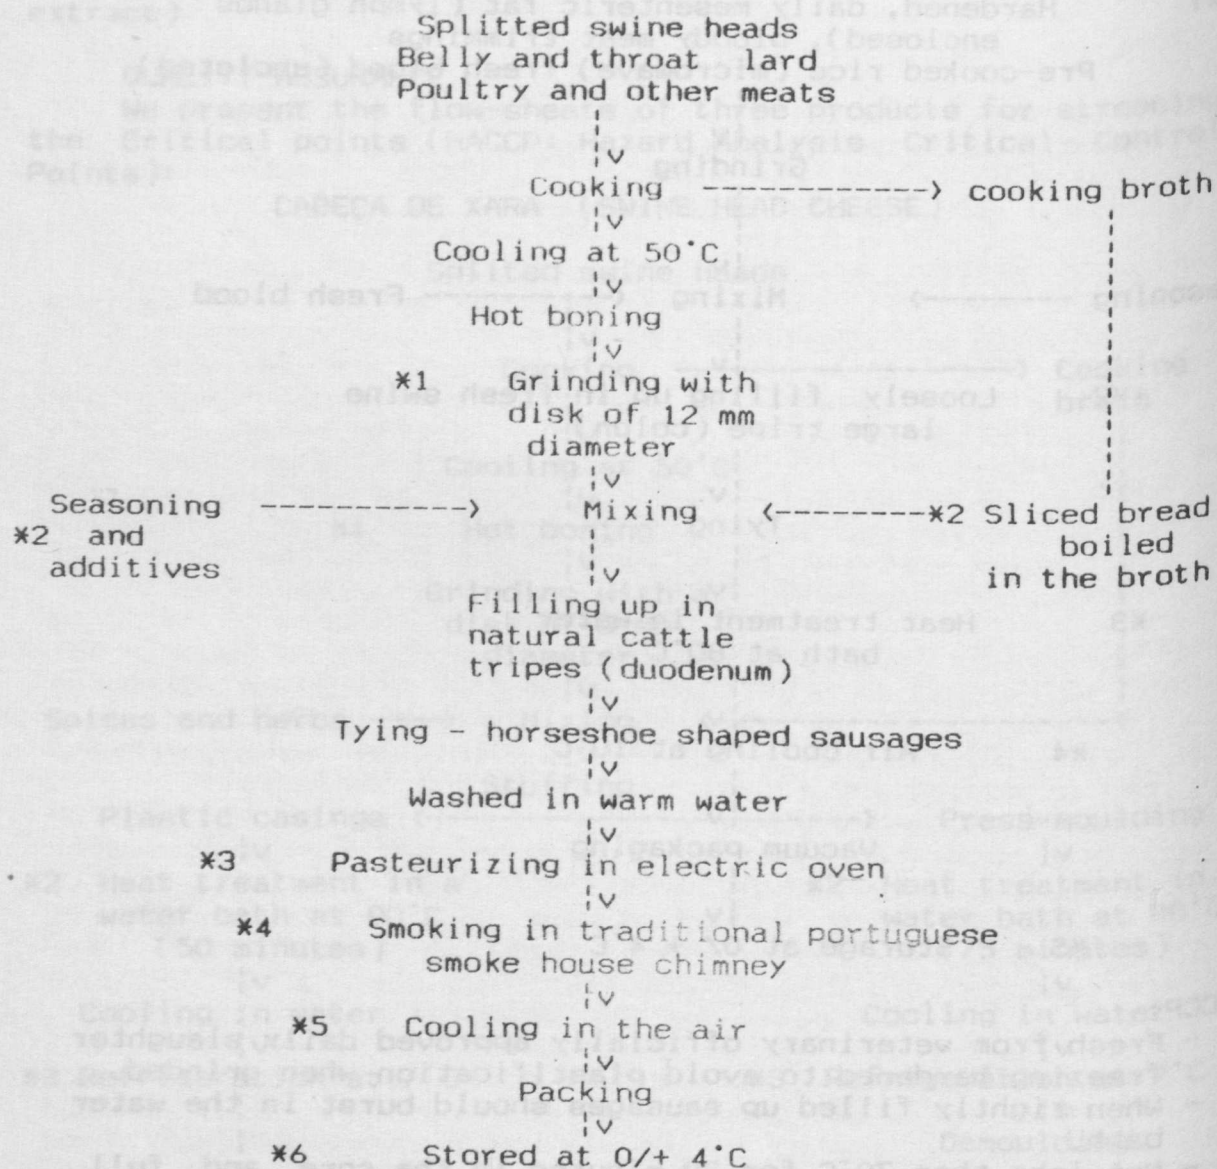 Splitted swine heads
Belly and throat lard
Poultry and other meats
Cooking ------------> cooking broth
Cooling at 50°C
Hot boning
*1 Grinding with
disk of 12 mm
diameter
Seasoning -----------> Mixing <--------*2 Sliced bread
*2 and boiled
additives in the broth
Filling up in
natural cattle
tripes (duodenum)
Tying - horseshoe shaped sausages
Washed in warm water
*3 Pasteurizing in electric oven
*4 Smoking in traditional portuguese
smoke house chimney
*5 Cooling in the air
Packing
*6 Stored at 0/+ 4°C